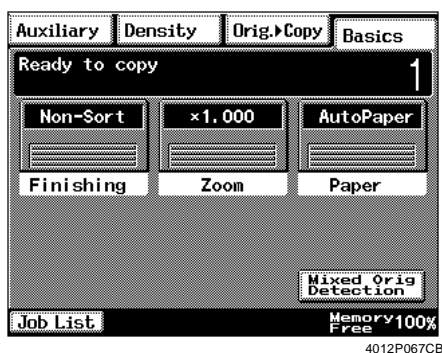 Auxiliary Density Orig.▶Copy Basics
Ready to copy 1
Non-Sort ×1.000 AutoPaper
Finishing Zoom Paper
Mixed Orig
Detection
Job List Memory Free 100%
4012P067CB